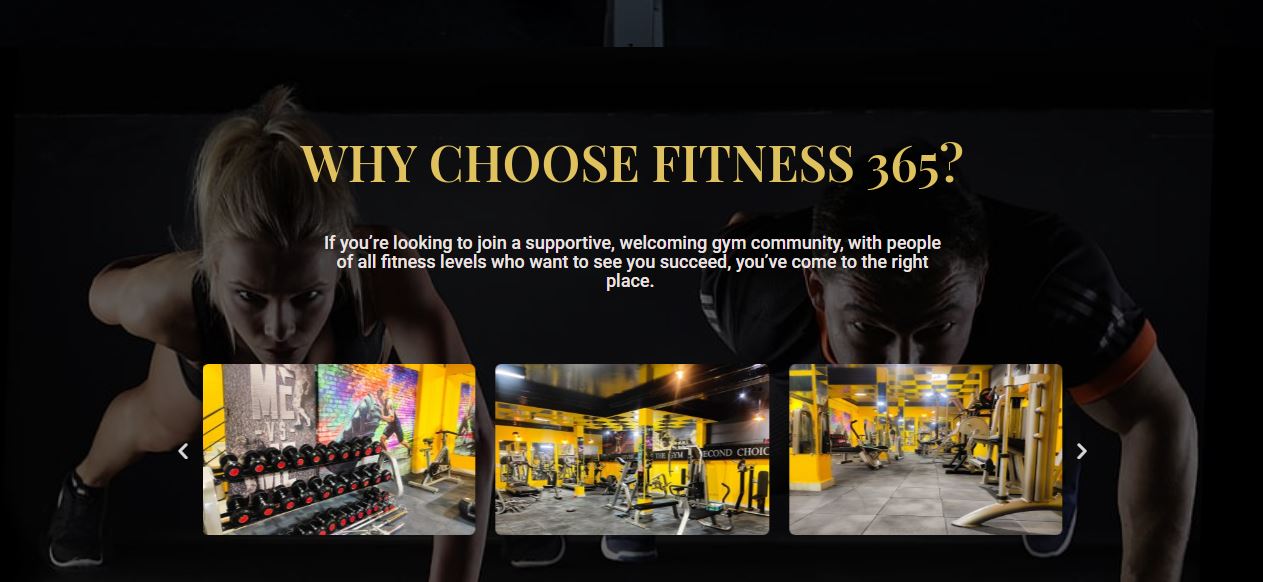 WHY CHOOSE FITNESS 365?
If you’re looking to join a supportive, welcoming gym community, with people
of all fitness levels who want to see you succeed, you’ve come to the right
place.
ME
-VS-
ME
THE GYM
SECOND CHOIC